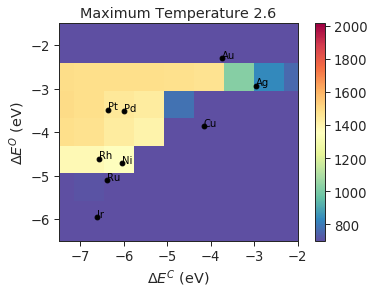 Maximum Temperature 2.6
−2
−3
−4
−5
−6
ΔE^O (eV)
Au
Ag
Pt
Pd
Cu
Rh
Ni
Ru
Ir
−7
−6
−5
−4
−3
−2
ΔE^C (eV)
2000
1800
1600
1400
1200
1000
800